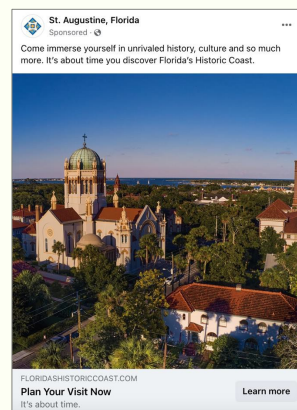 St. Augustine, Florida
Sponsored ·
Come immerse yourself in unrivaled history, culture and so much
more. It's about time you discover Florida's Historic Coast.
FLORIDASHISTORICCOAST.COM
Plan Your Visit Now
It's about time.
Learn more